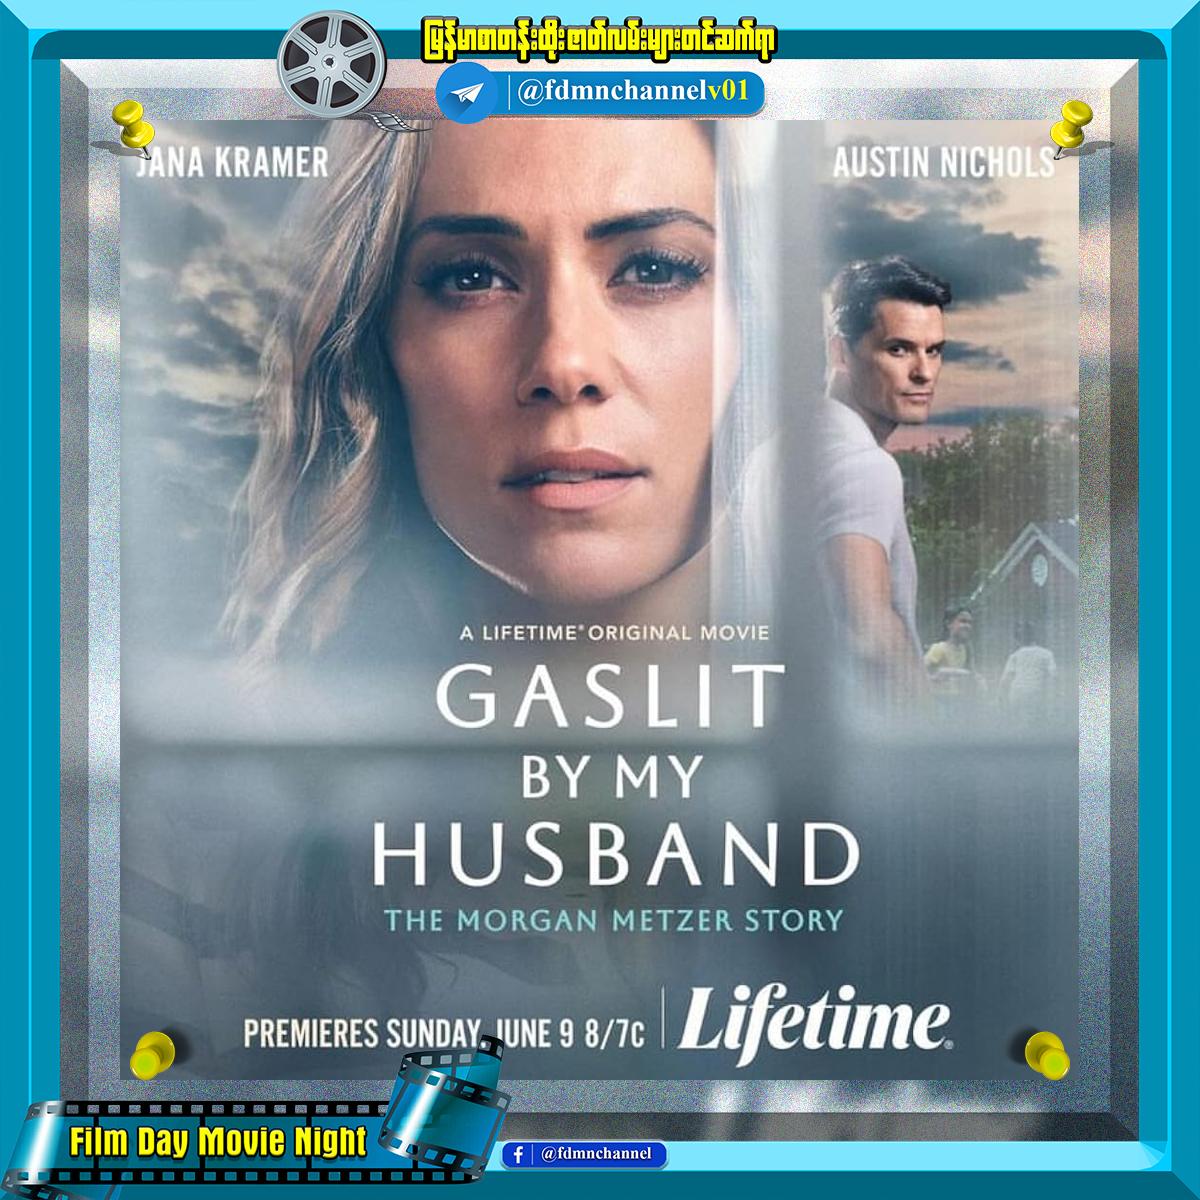 မြန်မာစာတန်းထိုး ဇာတ်လမ်းများတင်ဆက်ရာ
@fdmnchannelv01
JANA KRAMER
AUSTIN NICHOLS
A LIFETIME® ORIGINAL MOVIE
GASLIT
BY MY
HUSBAND
THE MORGAN METZER STORY
PREMIERES SUNDAY, JUNE 9 8/7C
Lifetime®
Film Day Movie Night
f @fdmnchannel